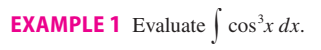 EXAMPLE 1 Evaluate ∫ cos³x dx.